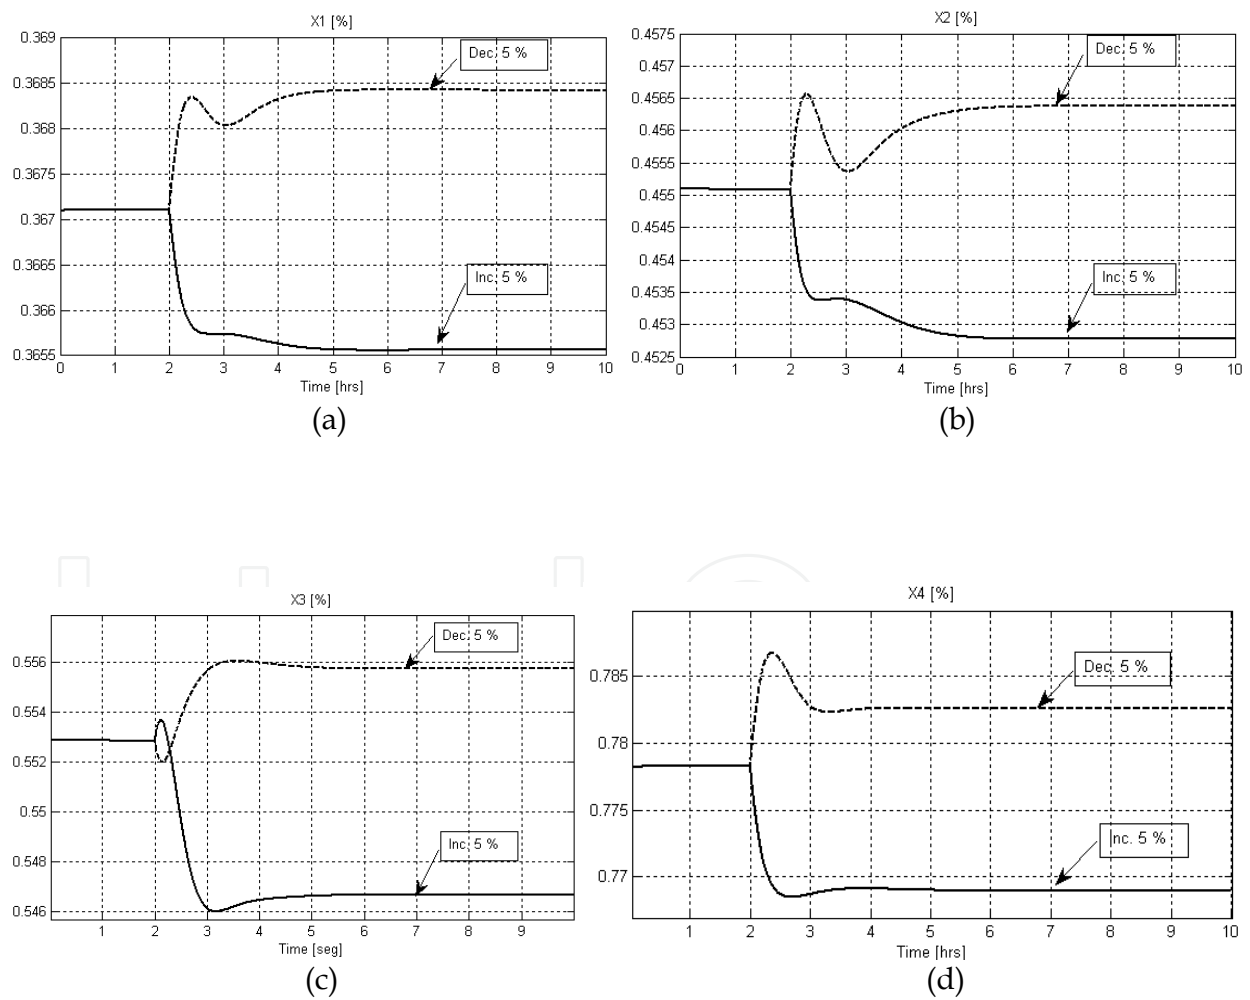 X1 [%]
0.369
0.3685
0.368
0.3675
0.367
0.3665
0.366
0.3655
Dec. 5 %
Inc. 5 %
0 1 2 3 4 5 6 7 8 9 10
Time [hrs]
(a)
X2 [%]
0.4575
0.457
0.4565
0.456
0.4555
0.455
0.4545
0.454
0.4535
0.453
0.4525
Dec. 5 %
Inc. 5 %
0 1 2 3 4 5 6 7 8 9 10
Time [hrs]
(b)
X3 [%]
0.556
0.554
0.552
0.55
0.548
0.546
Dec. 5 %
Inc. 5 %
1 2 3 4 5 6 7 8 9
Time [seg]
(c)
X4 [%]
0.785
0.78
0.775
0.77
Dec. 5 %
Inc. 5 %
1 2 3 4 5 6 7 8 9 10
Time [hrs]
(d)